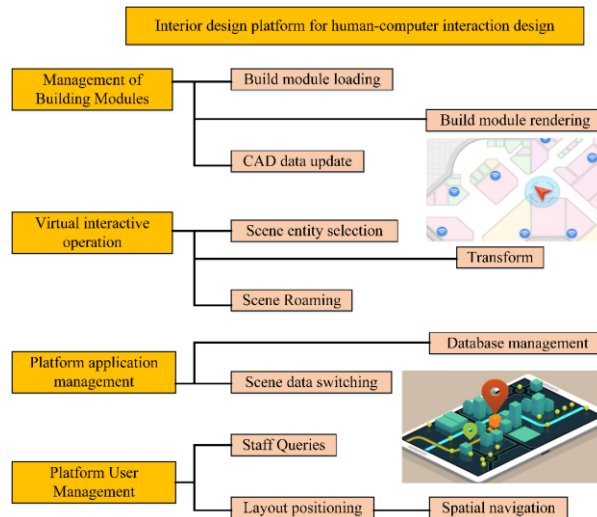 Interior design platform for human-computer interaction design
Management of
Building Modules
Build module loading
Build module rendering
CAD data update
Virtual interactive
operation
Scene entity selection
Transform
Scene Roaming
Platform application
management
Database management
Scene data switching
Platform User
Management
Staff Queries
Layout positioning
Spatial navigation